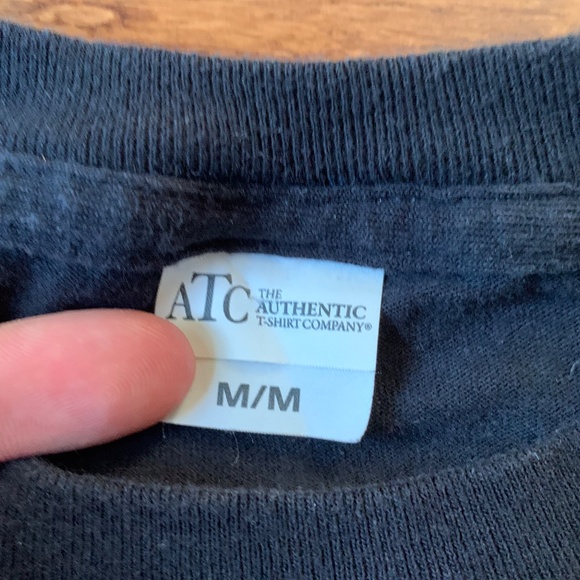 ATC
THE
AUTHENTIC
T-SHIRT COMPANY®
M/M